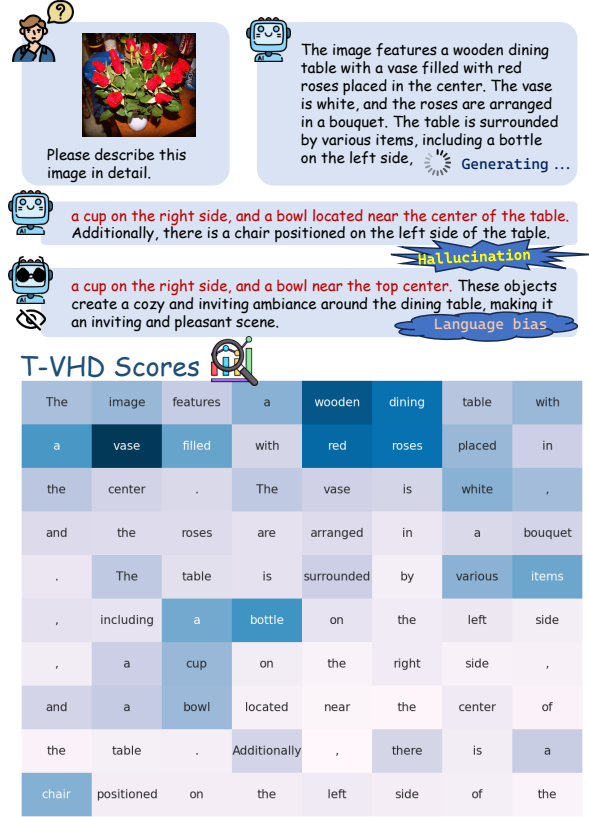 ?
Please describe this
image in detail.
AI
The image features a wooden dining
table with a vase filled with red
roses placed in the center. The vase
is white, and the roses are arranged
in a bouquet. The table is surrounded
by various items, including a bottle
on the left side,
Generating ...
AI
a cup on the right side, and a bowl located near the center of the table.
Additionally, there is a chair positioned on the left side of the table.
Hallucination
AI
a cup on the right side, and a bowl near the top center. These objects
create a cozy and inviting ambiance around the dining table, making it
an inviting and pleasant scene.
Language bias
T-VHD Scores
The image features a wooden dining table with
a vase filled with red roses placed in
the center . The vase is white ,
and the roses are arranged in a bouquet
. The table is surrounded by various items
, including a bottle on the left side
, a cup on the right side ,
and a bowl located near the center of
the table . Additionally , there is a
chair positioned on the left side of the